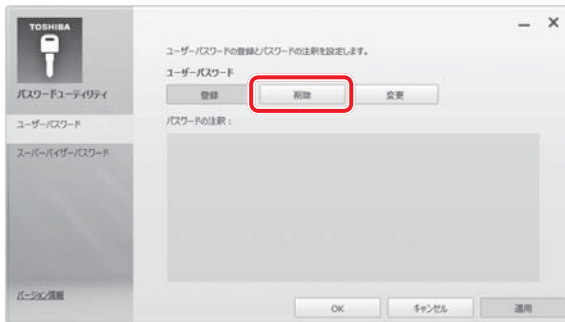 TOSHIBA
パスワードユーティリティ
ユーザーパスワード
スーパーバイザーパスワード
バージョン情報
ユーザーパスワードの登録とパスワードの注釈を設定します。
ユーザーパスワード
登録 削除 変更
パスワードの注釈：
OK キャンセル 適用